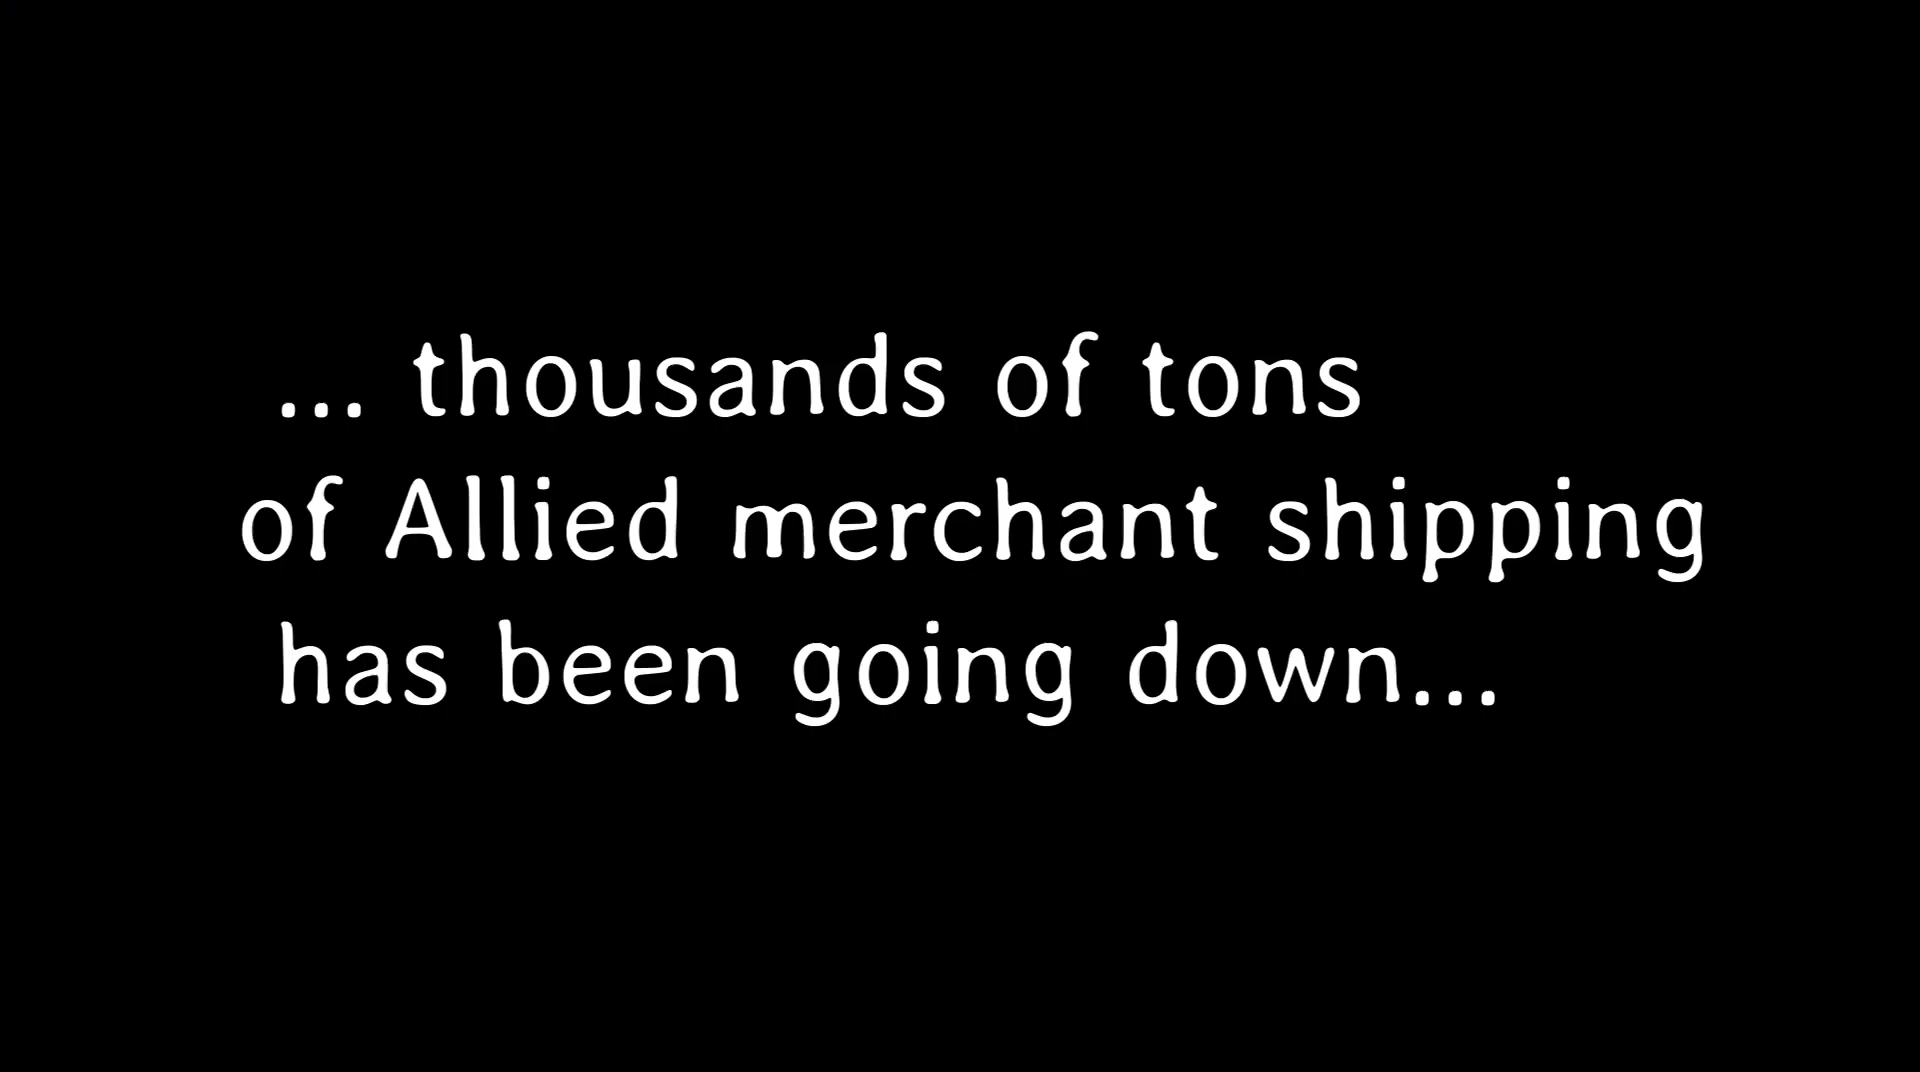 ... thousands of tons
of Allied merchant shipping
has been going down...